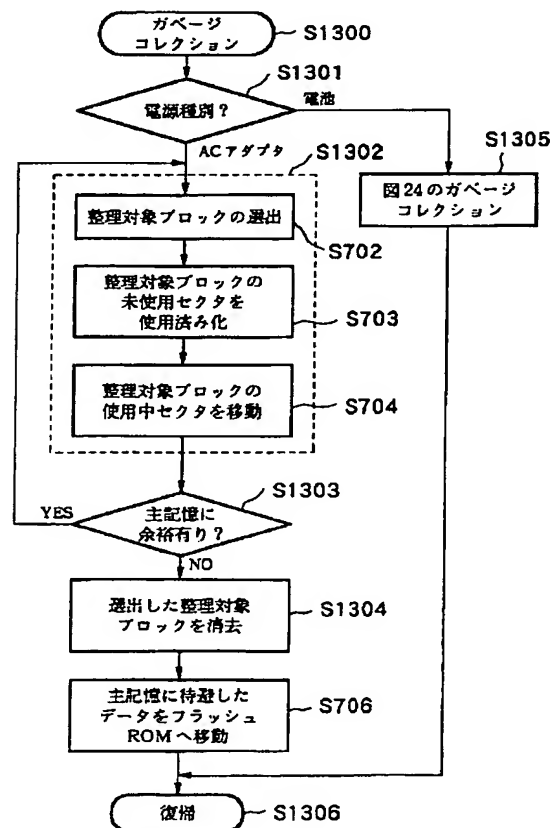 ガベージ
コレクション
S1300
S1301
電源種別？
電池
ACアダプタ
S1302
S1305
図24のガベージ
コレクション
整理対象ブロックの選出
S702
整理対象ブロックの
未使用セクタを
使用済み化
S703
整理対象ブロックの
使用中セクタを移動
S704
S1303
YES
主記憶に
余裕有り？
NO
選出した整理対象
ブロックを消去
S1304
主記憶に待避した
データをフラッシュ
ROMへ移動
S706
復帰
S1306